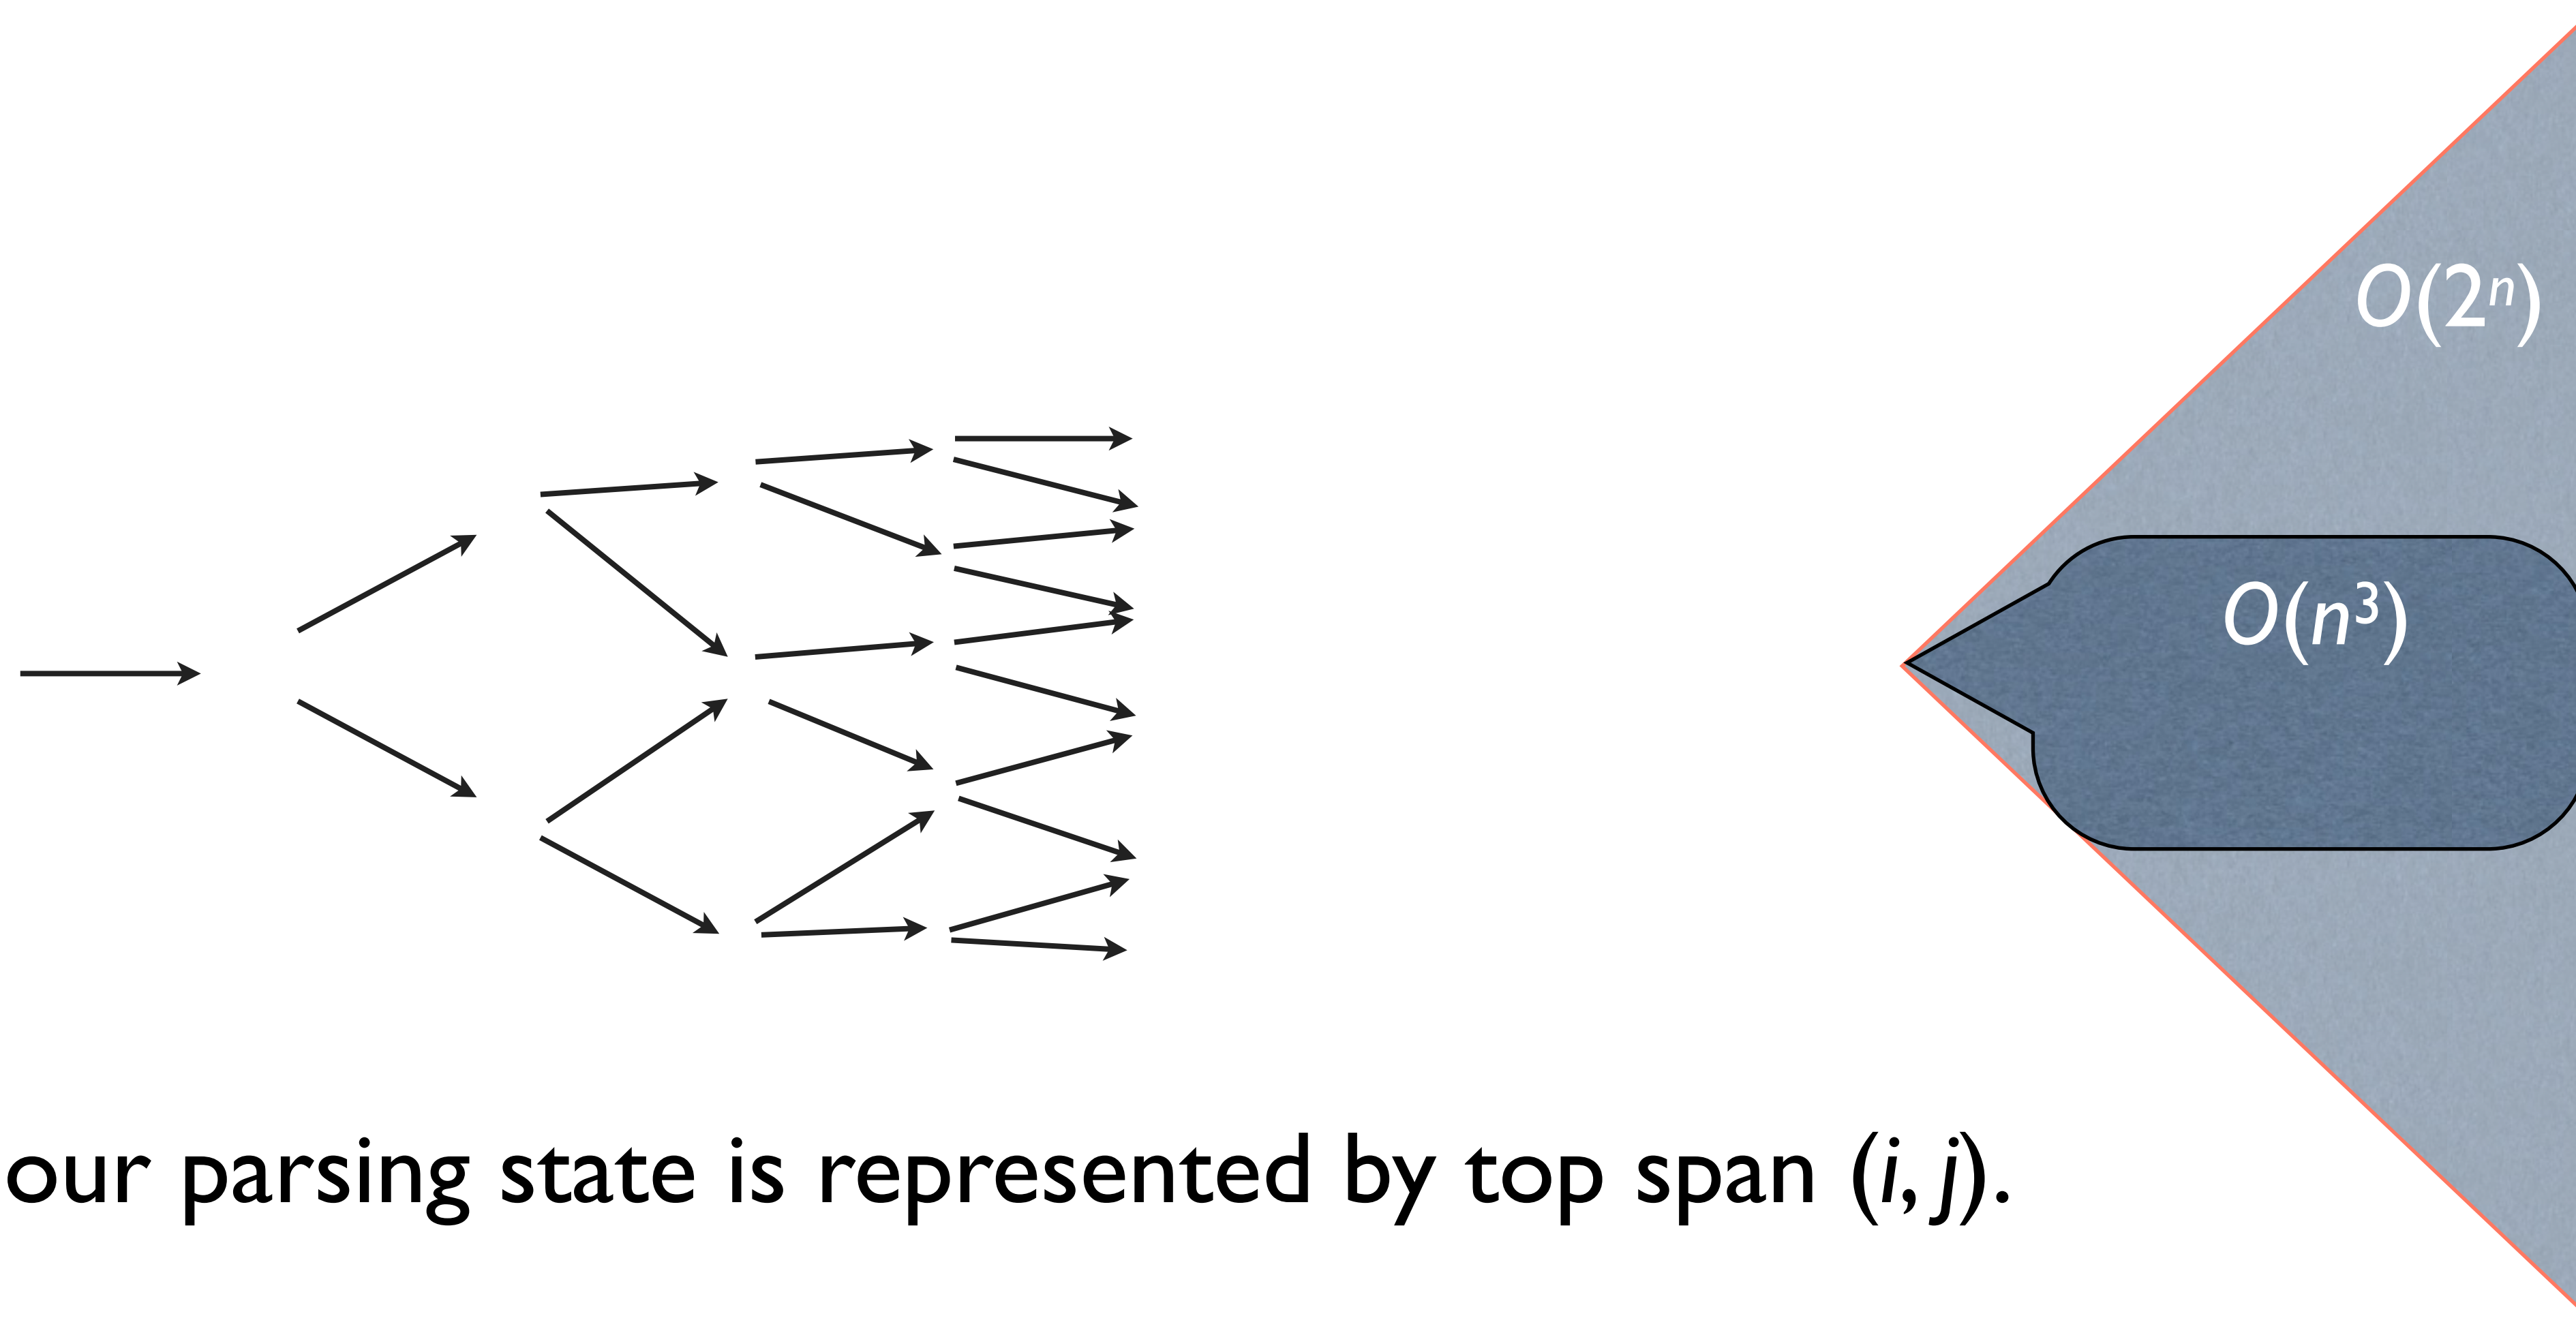 O(2ⁿ)
O(n³)
our parsing state is represented by top span (i, j).